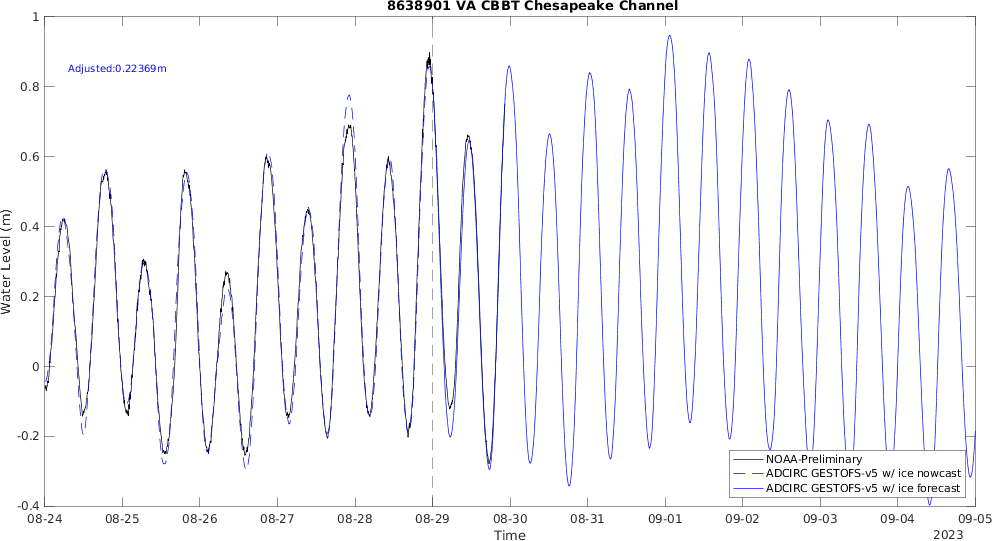 8638901 VA CBBT Chesapeake Channel
Adjusted:0.22369m
Water Level (m)
1
0.8
0.6
0.4
0.2
0
-0.2
-0.4
NOAA-Preliminary
ADCIRC GESTOFS-v5 w/ ice nowcast
ADCIRC GESTOFS-v5 w/ ice forecast
08-24 08-25 08-26 08-27 08-28 08-29 08-30 08-31 09-01 09-02 09-03 09-04 09-05
Time
2023